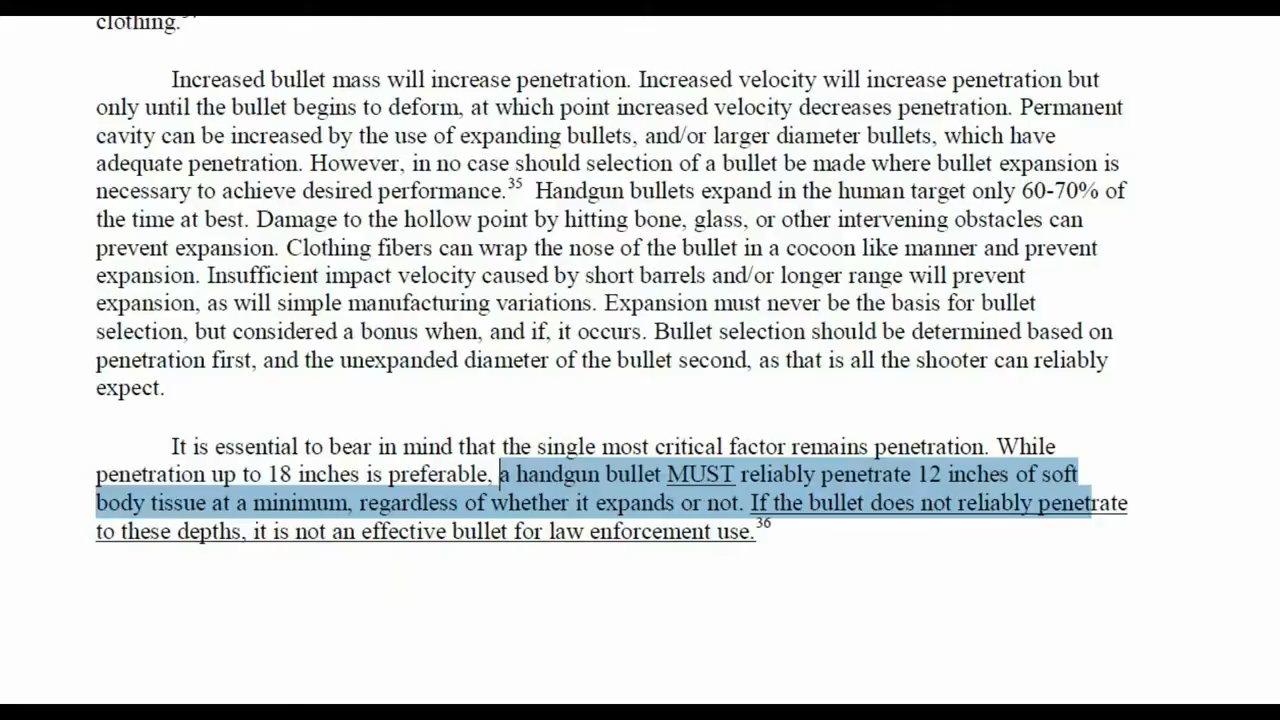 clothing.
Increased bullet mass will increase penetration. Increased velocity will increase penetration but
only until the bullet begins to deform, at which point increased velocity decreases penetration. Permanent
cavity can be increased by the use of expanding bullets, and/or larger diameter bullets, which have
adequate penetration. However, in no case should selection of a bullet be made where bullet expansion is
necessary to achieve desired performance.35 Handgun bullets expand in the human target only 60-70% of
the time at best. Damage to the hollow point by hitting bone, glass, or other intervening obstacles can
prevent expansion. Clothing fibers can wrap the nose of the bullet in a cocoon like manner and prevent
expansion. Insufficient impact velocity caused by short barrels and/or longer range will prevent
expansion, as will simple manufacturing variations. Expansion must never be the basis for bullet
selection, but considered a bonus when, and if, it occurs. Bullet selection should be determined based on
penetration first, and the unexpanded diameter of the bullet second, as that is all the shooter can reliably
expect.
It is essential to bear in mind that the single most critical factor remains penetration. While
penetration up to 18 inches is preferable, a handgun bullet MUST reliably penetrate 12 inches of soft
body tissue at a minimum, regardless of whether it expands or not. If the bullet does not reliably penetrate
to these depths, it is not an effective bullet for law enforcement use.36